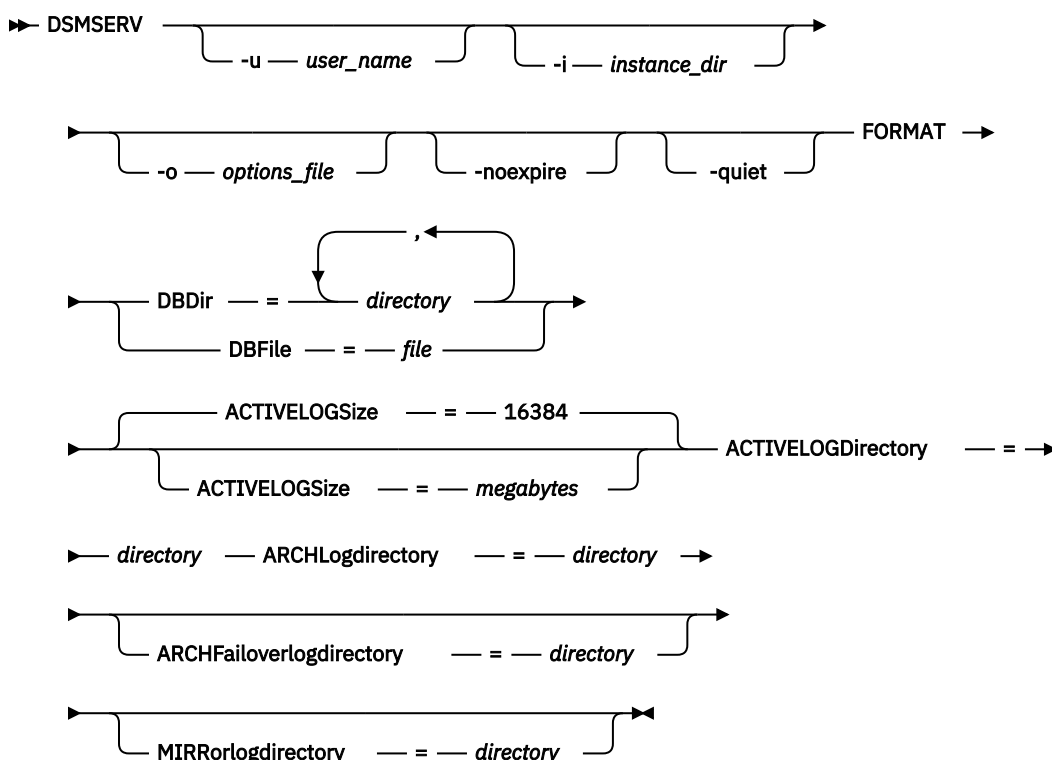 DSMSERV
-u user_name
-i instance_dir
FORMAT
-o options_file
-noexpire
-quiet
,
DBDir = directory
DBFile = file
ACTIVELOGSize = 16384
ACTIVELOGDirectory =
ACTIVELOGSize = megabytes
directory ARCHLogdirectory = directory
ARCHFailoverlogdirectory = directory
MIRRorlogdirectory = directory